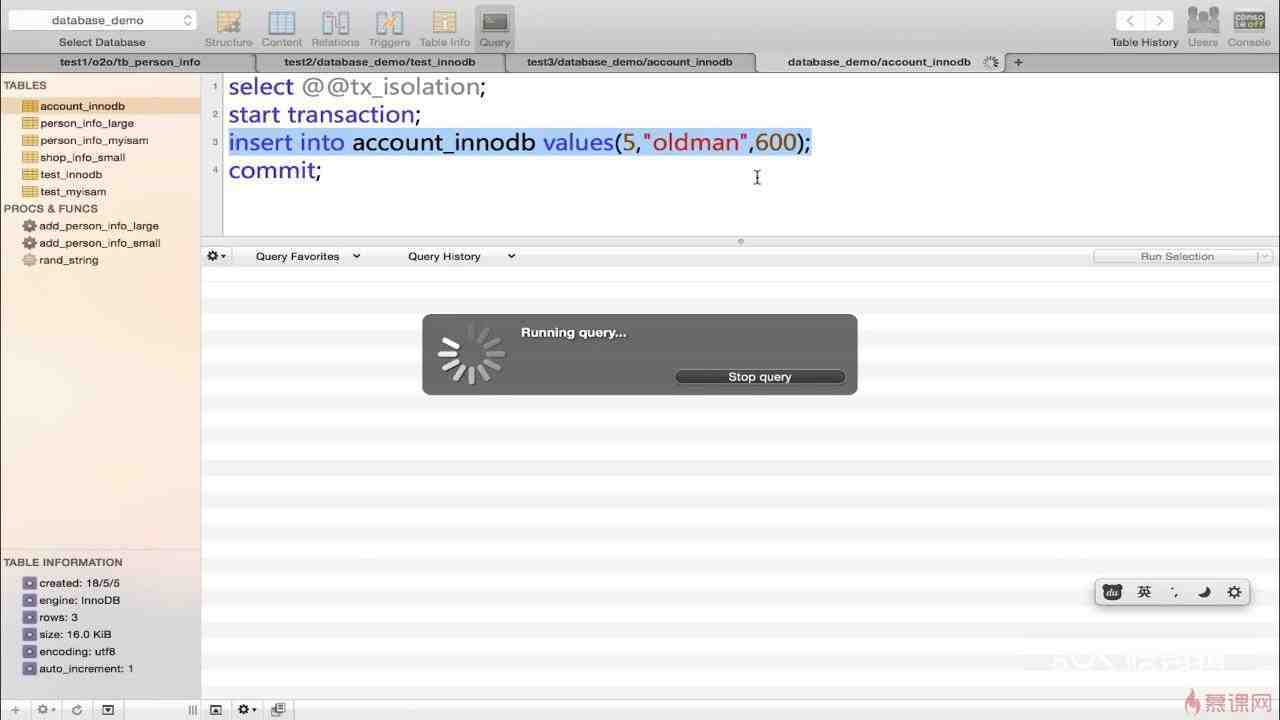 database_demo
Select Database
Structure
Content
Relations
Triggers
Table Info
Query
Table History
Users
conso
le off
Console
test1/o2o/tb_person_info
test2/database_demo/test_innodb
test3/database_demo/account_innodb
database_demo/account_innodb
+
TABLES
account_innodb
person_info_large
person_info_myisam
shop_info_small
test_innodb
test_myisam
PROCS & FUNCS
add_person_info_large
add_person_info_small
rand_string
1 select @@tx_isolation;
2 start transaction;
3 insert into account_innodb values(5,"oldman",600);
4 commit;
Query Favorites
Query History
Run Selection
Running query...
Stop query
TABLE INFORMATION
created: 18/5/5
engine: InnoDB
rows: 3
size: 16.0 KiB
encoding: utf8
auto_increment: 1
du 英
慕课网